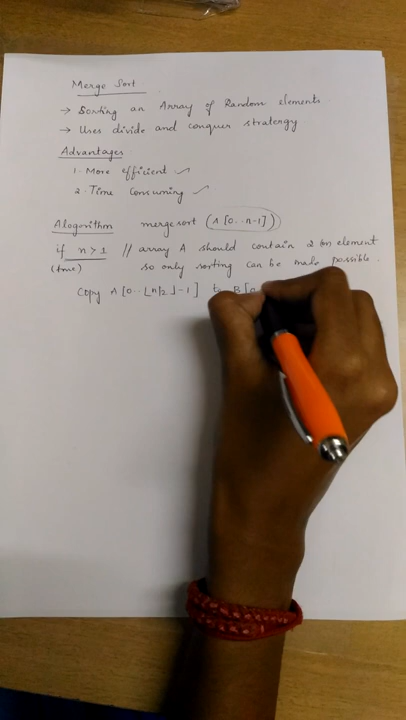 Merge Sort
→ Sorting an Array of Random elements
→ Uses divide and conquer stratergy
Advantages
1. More efficient ✓
2. Time Consuming ✓
Alogorithm mergesort (A[0..n-1])
if n>1 // array A should contain 2 (or) element
(true) so only sorting can be made possible.
Copy A[0..⌊n/2⌋-1] to B[0